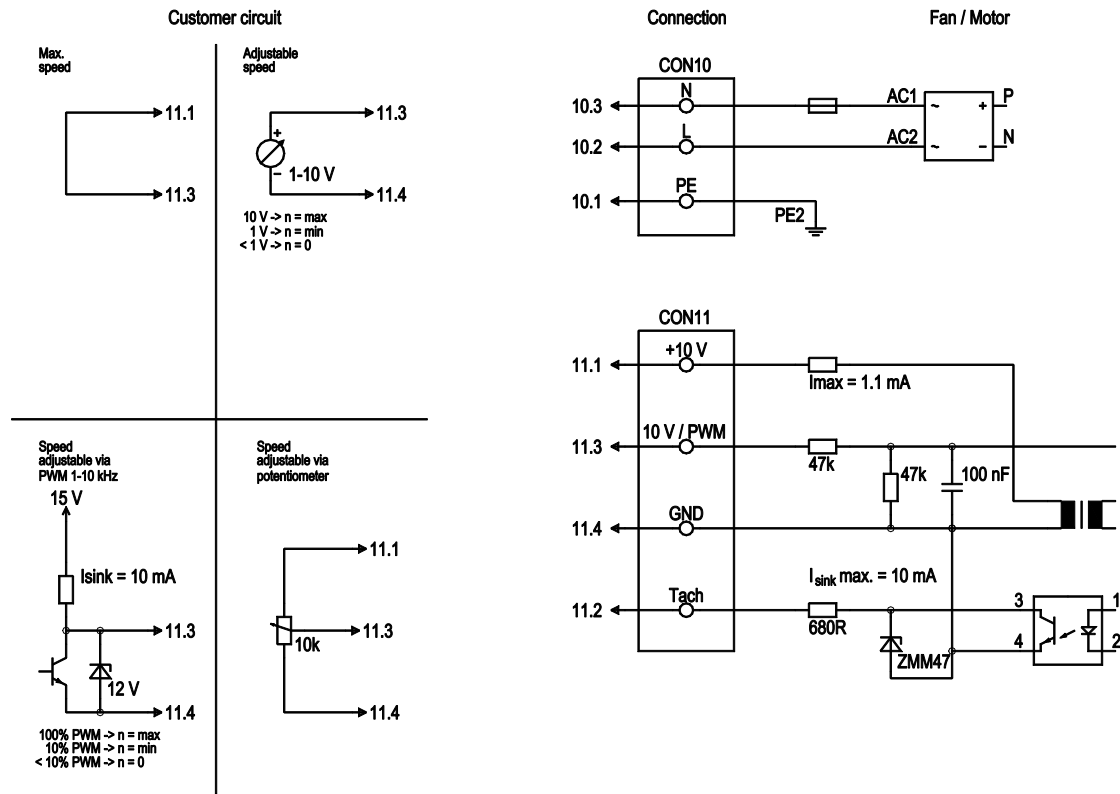 Customer circuit
Max.
speed
11.1
11.3
Adjustable
speed
11.3
+
−
1-10 V
11.4
10 V -> n = max
1 V -> n = min
< 1 V -> n = 0
Speed
adjustable via
PWM 1-10 kHz
15 V
Isink = 10 mA
11.3
12 V
11.4
100% PWM -> n = max
10% PWM -> n = min
< 10% PWM -> n = 0
Speed
adjustable via
potentiometer
11.1
11.3
10k
11.4
Connection
Fan / Motor
CON10
N
10.3
AC1
~
+
P
L
10.2
AC2
~
−
N
PE
10.1
PE2
CON11
+10 V
11.1
Imax = 1.1 mA
10 V / PWM
11.3
47k
47k
100 nF
GND
11.4
Isink max. = 10 mA
Tach
11.2
680R
3
1
4
2
ZMM47